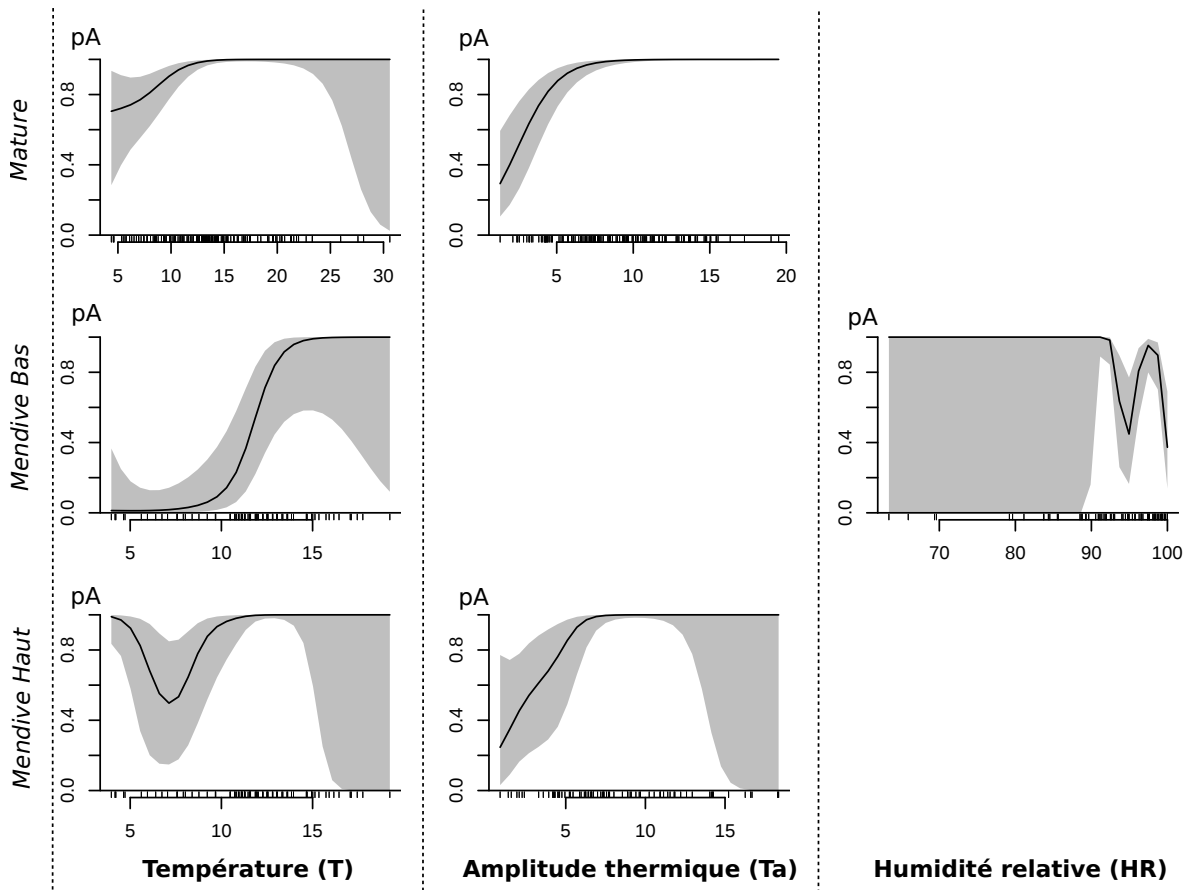 pA
pA
Mature
0.0 0.4 0.8
0.0 0.4 0.8
5 10 15 20 25 30
5 10 15 20
pA
pA
Mendive Bas
0.0 0.4 0.8
0.0 0.4 0.8
5 10 15
70 80 90 100
pA
pA
Mendive Haut
0.0 0.4 0.8
0.0 0.4 0.8
5 10 15
5 10 15
Température (T)
Amplitude thermique (Ta)
Humidité relative (HR)